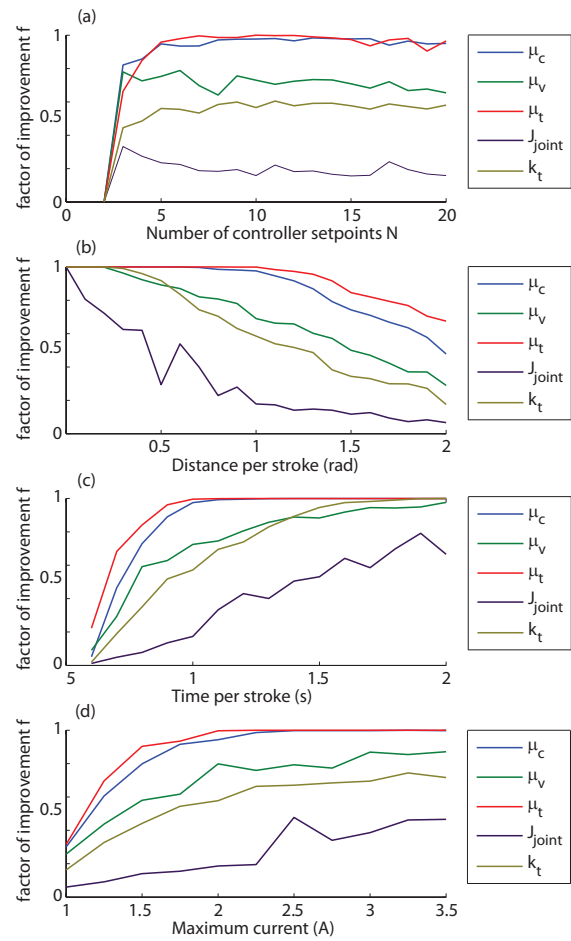 (a)
factor of improvement f
1
0.5
0
0
5
10
15
20
Number of controller setpoints N
μc
μv
μt
Jjoint
kt
(b)
factor of improvement f
1
0.5
0
0.5
1
1.5
2
Distance per stroke (rad)
μc
μv
μt
Jjoint
kt
(c)
factor of improvement f
1
0.5
0
5
1
1.5
2
Time per stroke (s)
μc
μv
μt
Jjoint
kt
(d)
factor of improvement f
1
0.5
0
1
1.5
2
2.5
3
3.5
Maximum current (A)
μc
μv
μt
Jjoint
kt